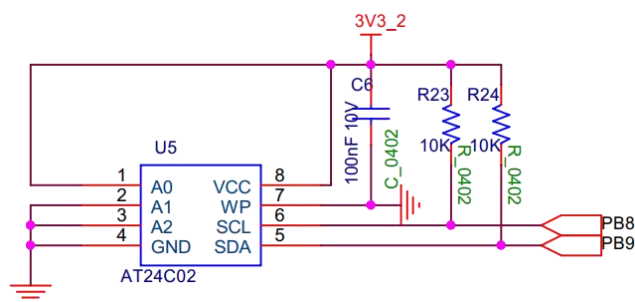 3V3_2
C6
100nF 10V
C_0402
R23
10K
R_0402
R24
10K
R_0402
U5
1 A0 VCC 8
2 A1 WP 7
3 A2 SCL 6
4 GND SDA 5
AT24C02
PB8
PB9